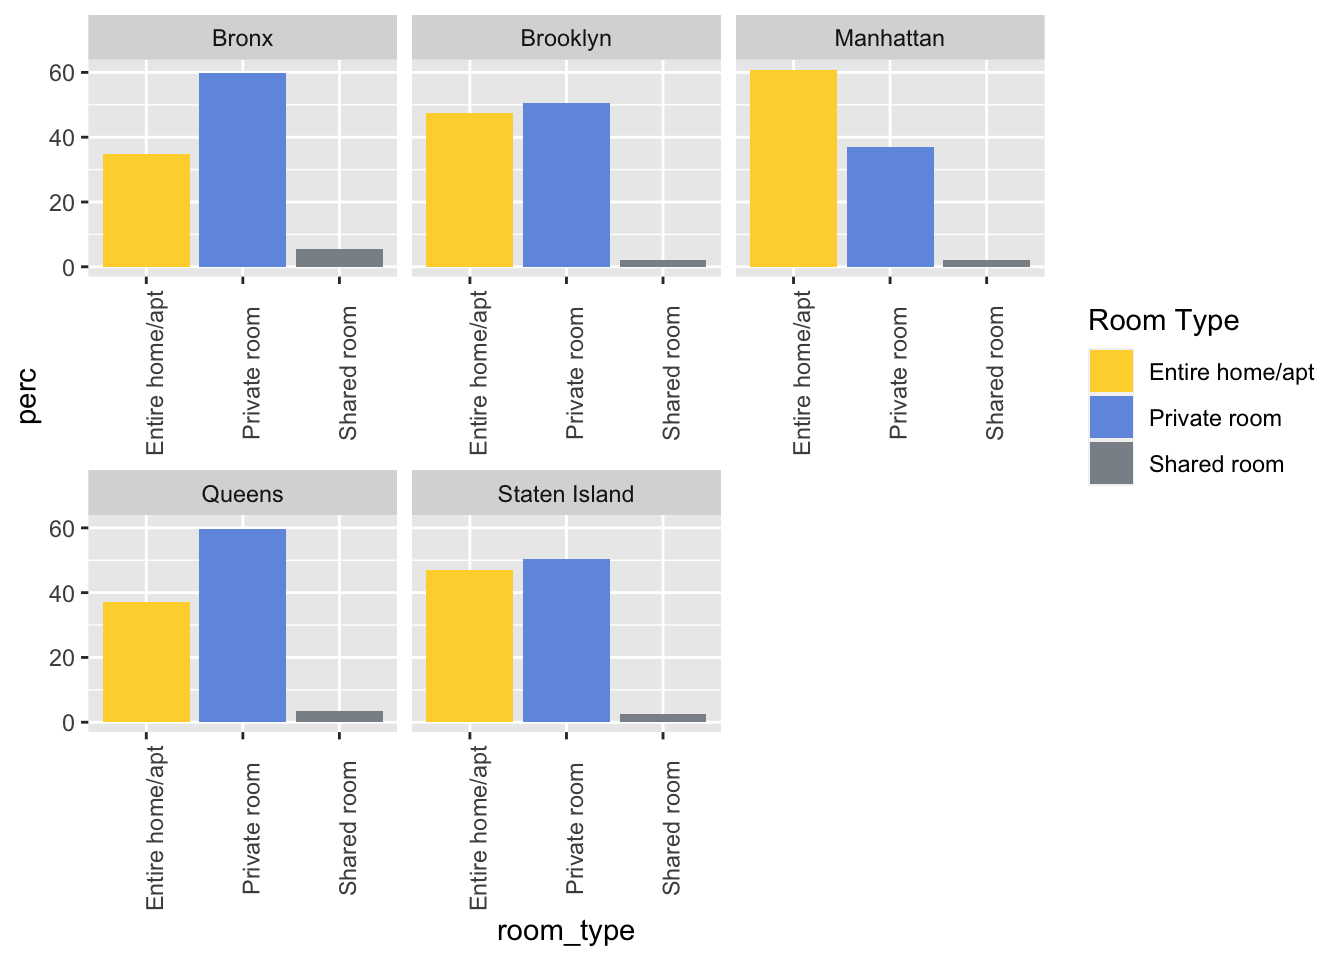 Bronx
Brooklyn
Manhattan
60
40
20
0
Entire home/apt
Private room
Shared room
Entire home/apt
Private room
Shared room
Entire home/apt
Private room
Shared room
perc
Room Type
Entire home/apt
Private room
Shared room
Queens
Staten Island
60
40
20
0
Entire home/apt
Private room
Shared room
Entire home/apt
Private room
Shared room
room_type